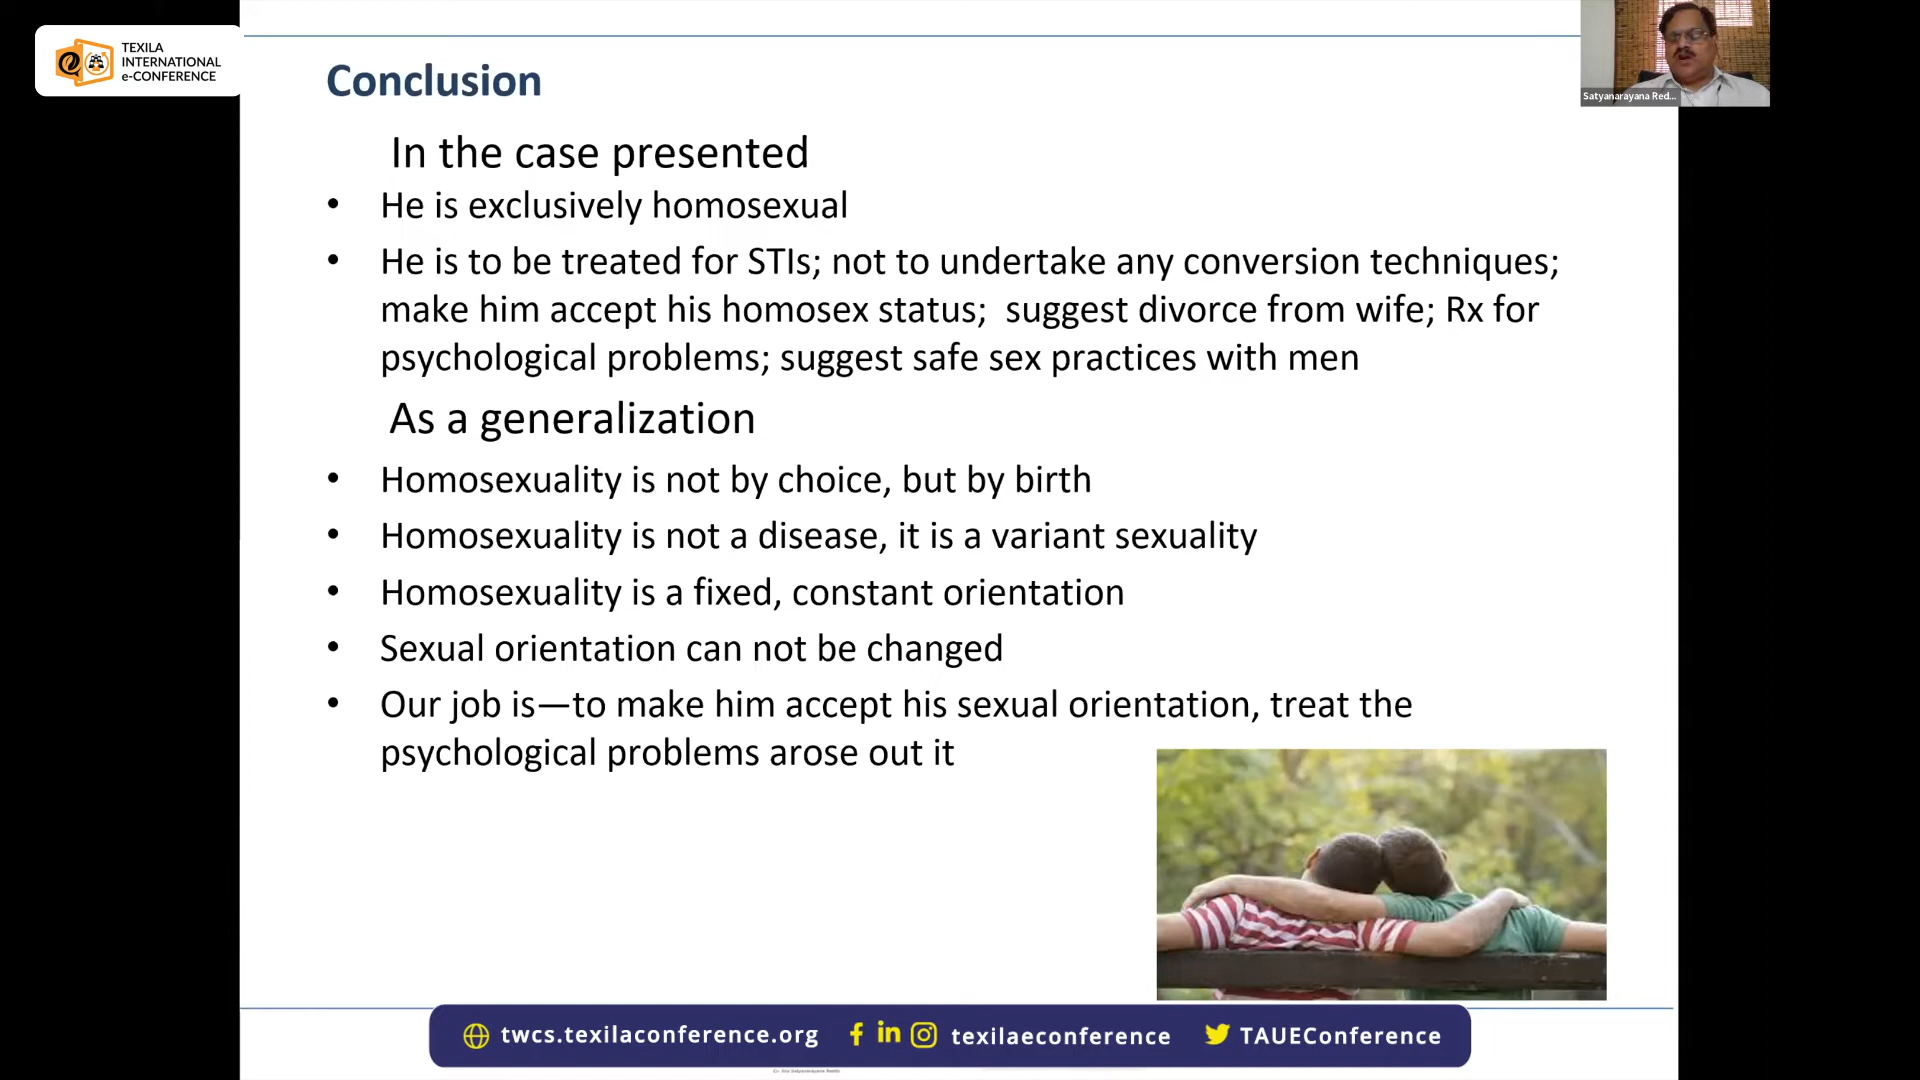 TEXILA
INTERNATIONAL
e-CONFERENCE
Satyanarayana Red...
Conclusion
In the case presented
• He is exclusively homosexual
• He is to be treated for STIs; not to undertake any conversion techniques;
make him accept his homosex status; suggest divorce from wife; Rx for
psychological problems; suggest safe sex practices with men
As a generalization
• Homosexuality is not by choice, but by birth
• Homosexuality is not a disease, it is a variant sexuality
• Homosexuality is a fixed, constant orientation
• Sexual orientation can not be changed
• Our job is—to make him accept his sexual orientation, treat the
psychological problems arose out it
twcs.texilaconference.org texilaeconference TAUEConference